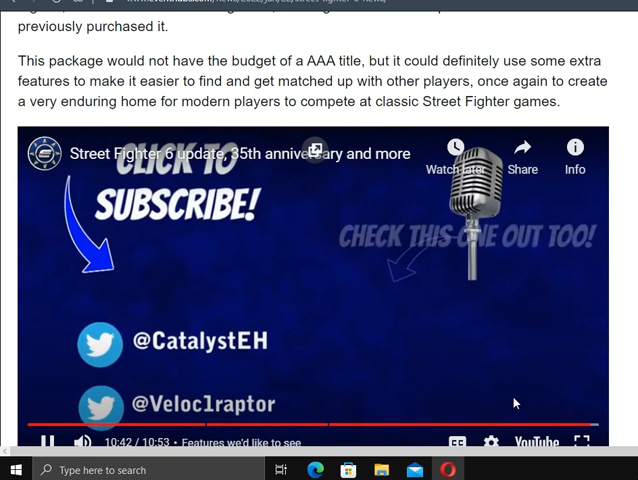 previously purchased it.
This package would not have the budget of a AAA title, but it could definitely use some extra
features to make it easier to find and get matched up with other players, once again to create
a very enduring home for modern players to compete at classic Street Fighter games.
Street Fighter 6 update, 35th anniversary and more
Watch later
Share
Info
CLICK TO
SUBSCRIBE!
CHECK THIS ONE OUT TOO!
@CatalystEH
@Veloc1raptor
10:42 / 10:53 • Features we'd like to see
CC
YouTube
Type here to search